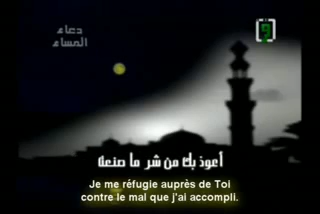 دعاء
المساء
أعوذ بك من شر ما صنعت
Je me réfugie auprès de Toi
contre le mal que j'ai accompli.